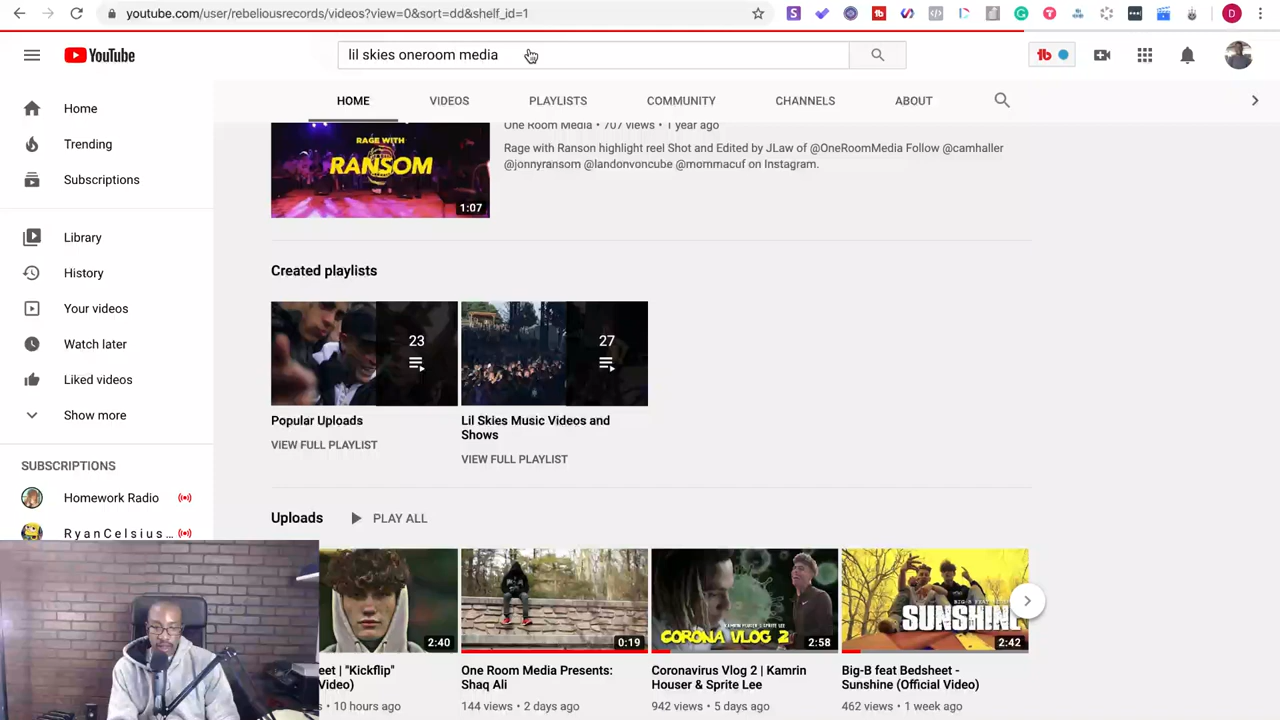 youtube.com/user/rebeliousrecords/videos?view=0&sort=dd&shelf_id=1
YouTube
lil skies oneroom media
HOME VIDEOS PLAYLISTS COMMUNITY CHANNELS ABOUT
Home
Trending
Subscriptions
Library
History
Your videos
Watch later
Liked videos
Show more
SUBSCRIPTIONS
Homework Radio
R y a n C e l s i u s ...
RAGE WITH
RANSOM
1:07
One Room Media • 707 views • 1 year ago
Rage with Ranson highlight reel Shot and Edited by JLaw of @OneRoomMedia Follow @camhaller
@jonnyransom @landonvoncube @mommacuf on Instagram.
Created playlists
23
27
Popular Uploads
VIEW FULL PLAYLIST
Lil Skies Music Videos and
Shows
VIEW FULL PLAYLIST
Uploads PLAY ALL
2:40
0:19
CORONA VLOG 2
KAMRIN HOUSER & SPRITE LEE
2:58
BIG-B FEAT BEDSHEET
SUNSHINE
2:42
eet | "Kickflip"
Video)
10 hours ago
One Room Media Presents:
Shaq Ali
144 views • 2 days ago
Coronavirus Vlog 2 | Kamrin
Houser & Sprite Lee
942 views • 5 days ago
Big-B feat Bedsheet -
Sunshine (Official Video)
462 views • 1 week ago